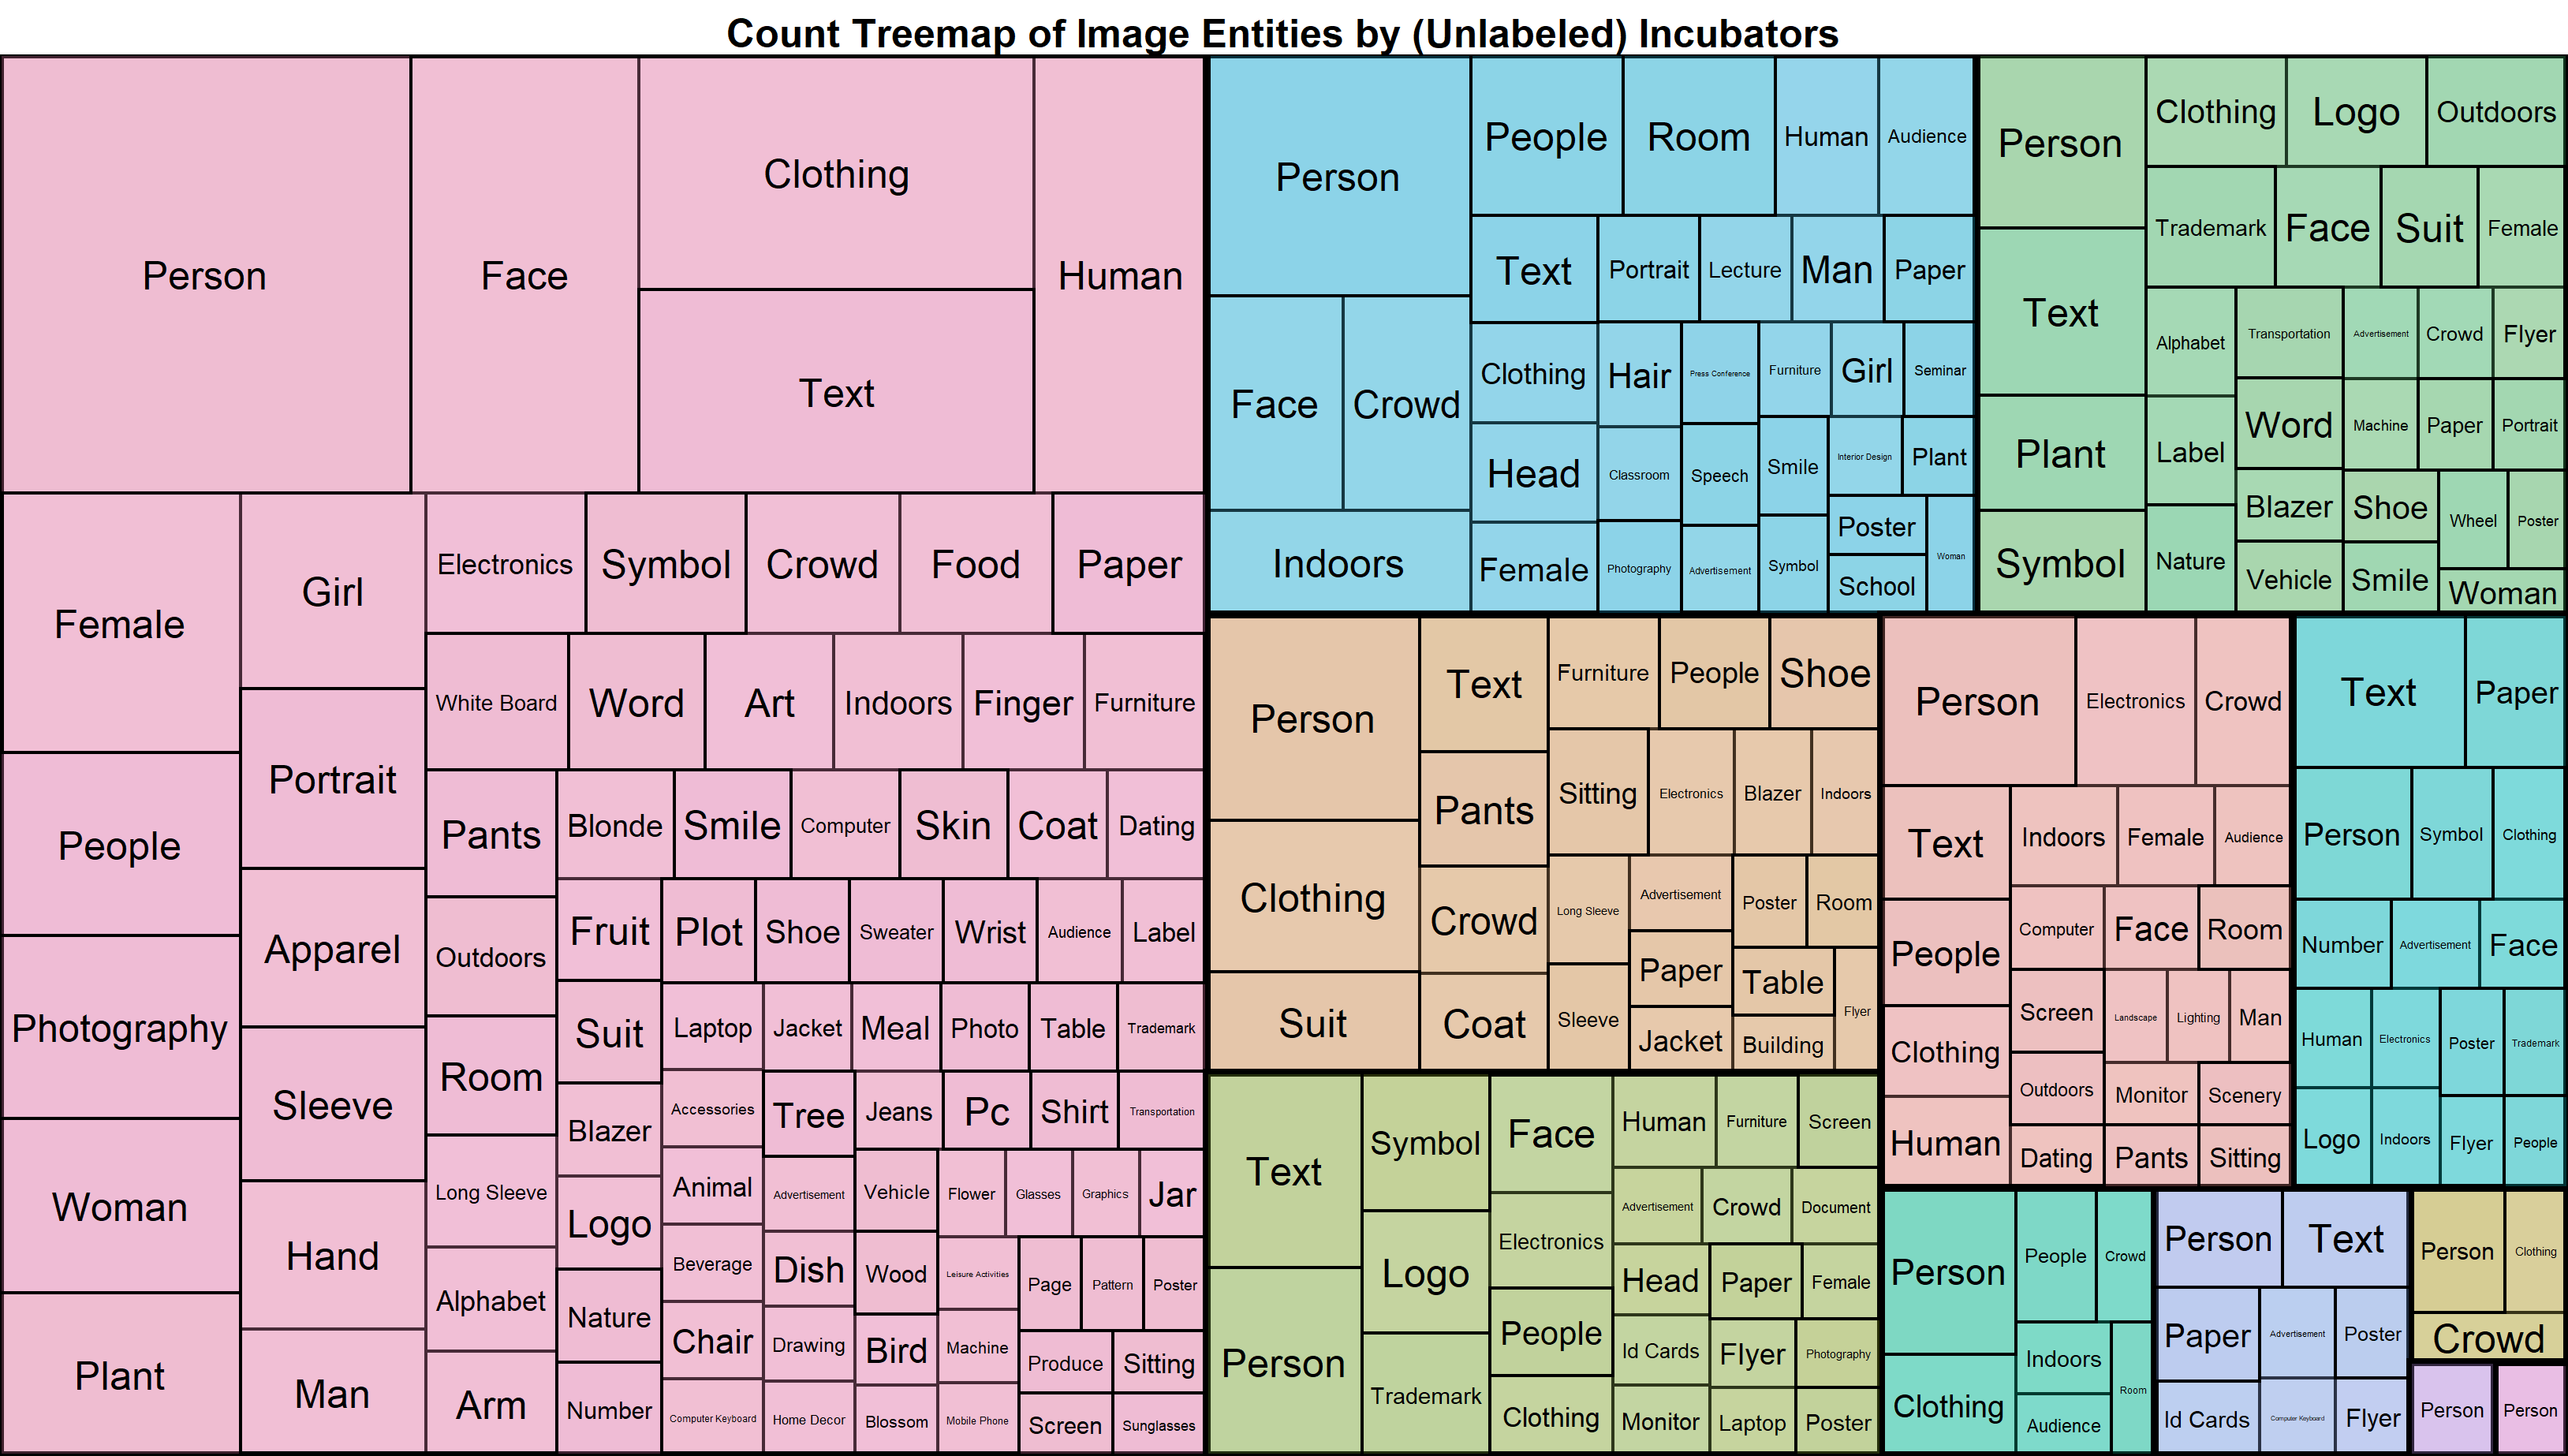 Count Treemap of Image Entities by (Unlabeled) Incubators
Person
Face
Clothing
Text
Human
Female
People
Photography
Woman
Plant
Girl
Portrait
Apparel
Sleeve
Hand
Man
Electronics
Symbol
Crowd
Food
Paper
White Board
Word
Art
Indoors
Finger
Furniture
Pants
Outdoors
Room
Long Sleeve
Alphabet
Arm
Blonde
Smile
Computer
Skin
Coat
Dating
Fruit
Suit
Blazer
Logo
Nature
Number
Plot
Shoe
Sweater
Wrist
Audience
Label
Laptop
Jacket
Meal
Photo
Table
Trademark
Accessories
Animal
Beverage
Chair
Computer Keyboard
Tree
Jeans
Pc
Shirt
Transportation
Advertisement
Dish
Drawing
Home Decor
Vehicle
Wood
Bird
Blossom
Flower
Glasses
Graphics
Jar
Leisure Activities
Machine
Mobile Phone
Page
Pattern
Poster
Produce
Sitting
Screen
Sunglasses
Person
Face
Crowd
Indoors
People
Room
Human
Audience
Text
Portrait
Lecture
Man
Paper
Clothing
Head
Female
Hair
Classroom
Photography
Press Conference
Speech
Advertisement
Furniture
Girl
Seminar
Smile
Symbol
Interior Design
Plant
Poster
School
Woman
Person
Text
Plant
Symbol
Clothing
Logo
Outdoors
Trademark
Face
Suit
Female
Alphabet
Label
Nature
Transportation
Advertisement
Crowd
Flyer
Word
Machine
Paper
Portrait
Blazer
Vehicle
Shoe
Smile
Wheel
Poster
Woman
Person
Clothing
Suit
Text
Pants
Crowd
Coat
Furniture
People
Shoe
Sitting
Electronics
Blazer
Indoors
Long Sleeve
Sleeve
Advertisement
Paper
Jacket
Poster
Room
Table
Building
Flyer
Text
Person
Symbol
Logo
Trademark
Face
Electronics
People
Clothing
Human
Furniture
Screen
Advertisement
Crowd
Document
Head
Paper
Female
Id Cards
Flyer
Photography
Monitor
Laptop
Poster
Person
Electronics
Crowd
Text
People
Clothing
Human
Indoors
Female
Audience
Computer
Face
Room
Screen
Outdoors
Dating
Landscape
Lighting
Man
Monitor
Scenery
Pants
Sitting
Text
Paper
Person
Symbol
Clothing
Number
Advertisement
Face
Human
Electronics
Poster
Trademark
Logo
Indoors
Flyer
People
Person
Clothing
People
Crowd
Indoors
Audience
Room
Person
Text
Paper
Advertisement
Poster
Id Cards
Computer Keyboard
Flyer
Person
Clothing
Crowd
Person
Person